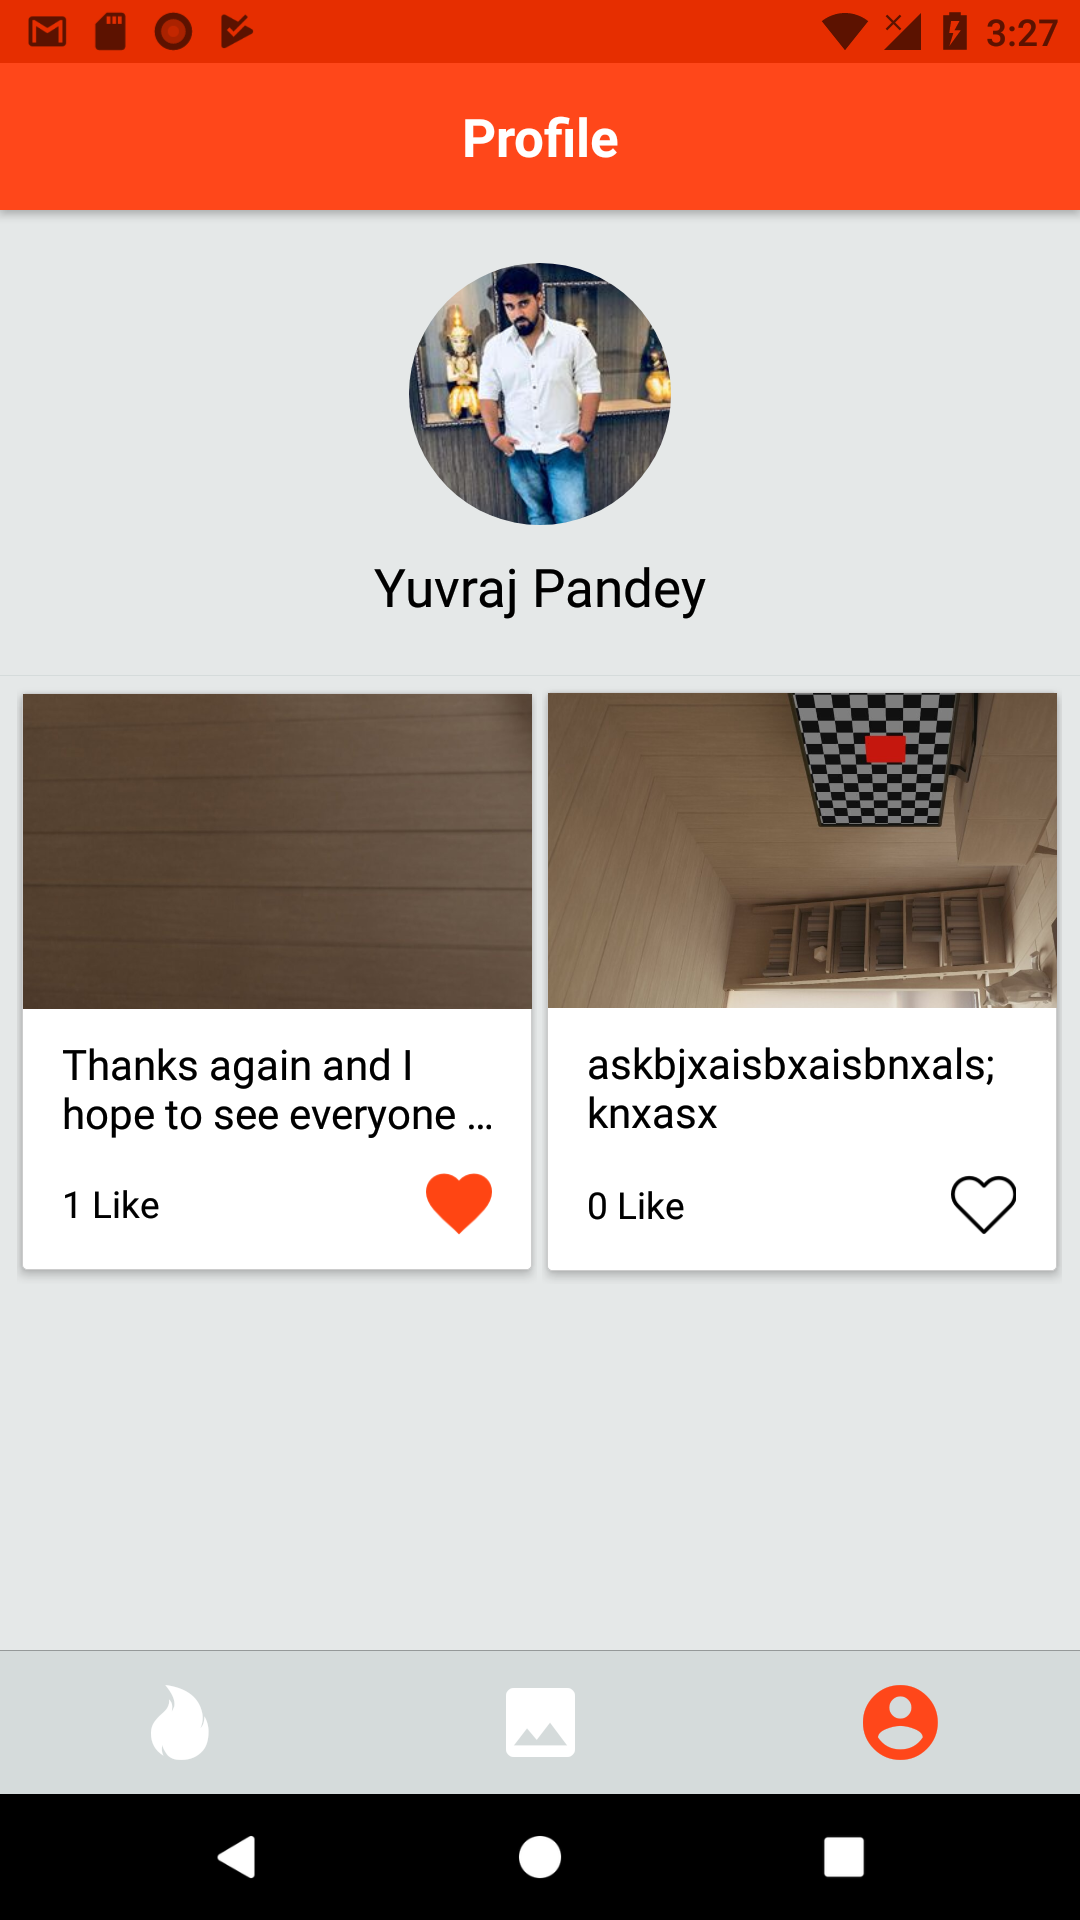 3:27
Profile
Yuvraj Pandey
Thanks again and I
hope to see everyone ...
1 Like
askbjxaisbxaisbnxals;
knxasx
0 Like